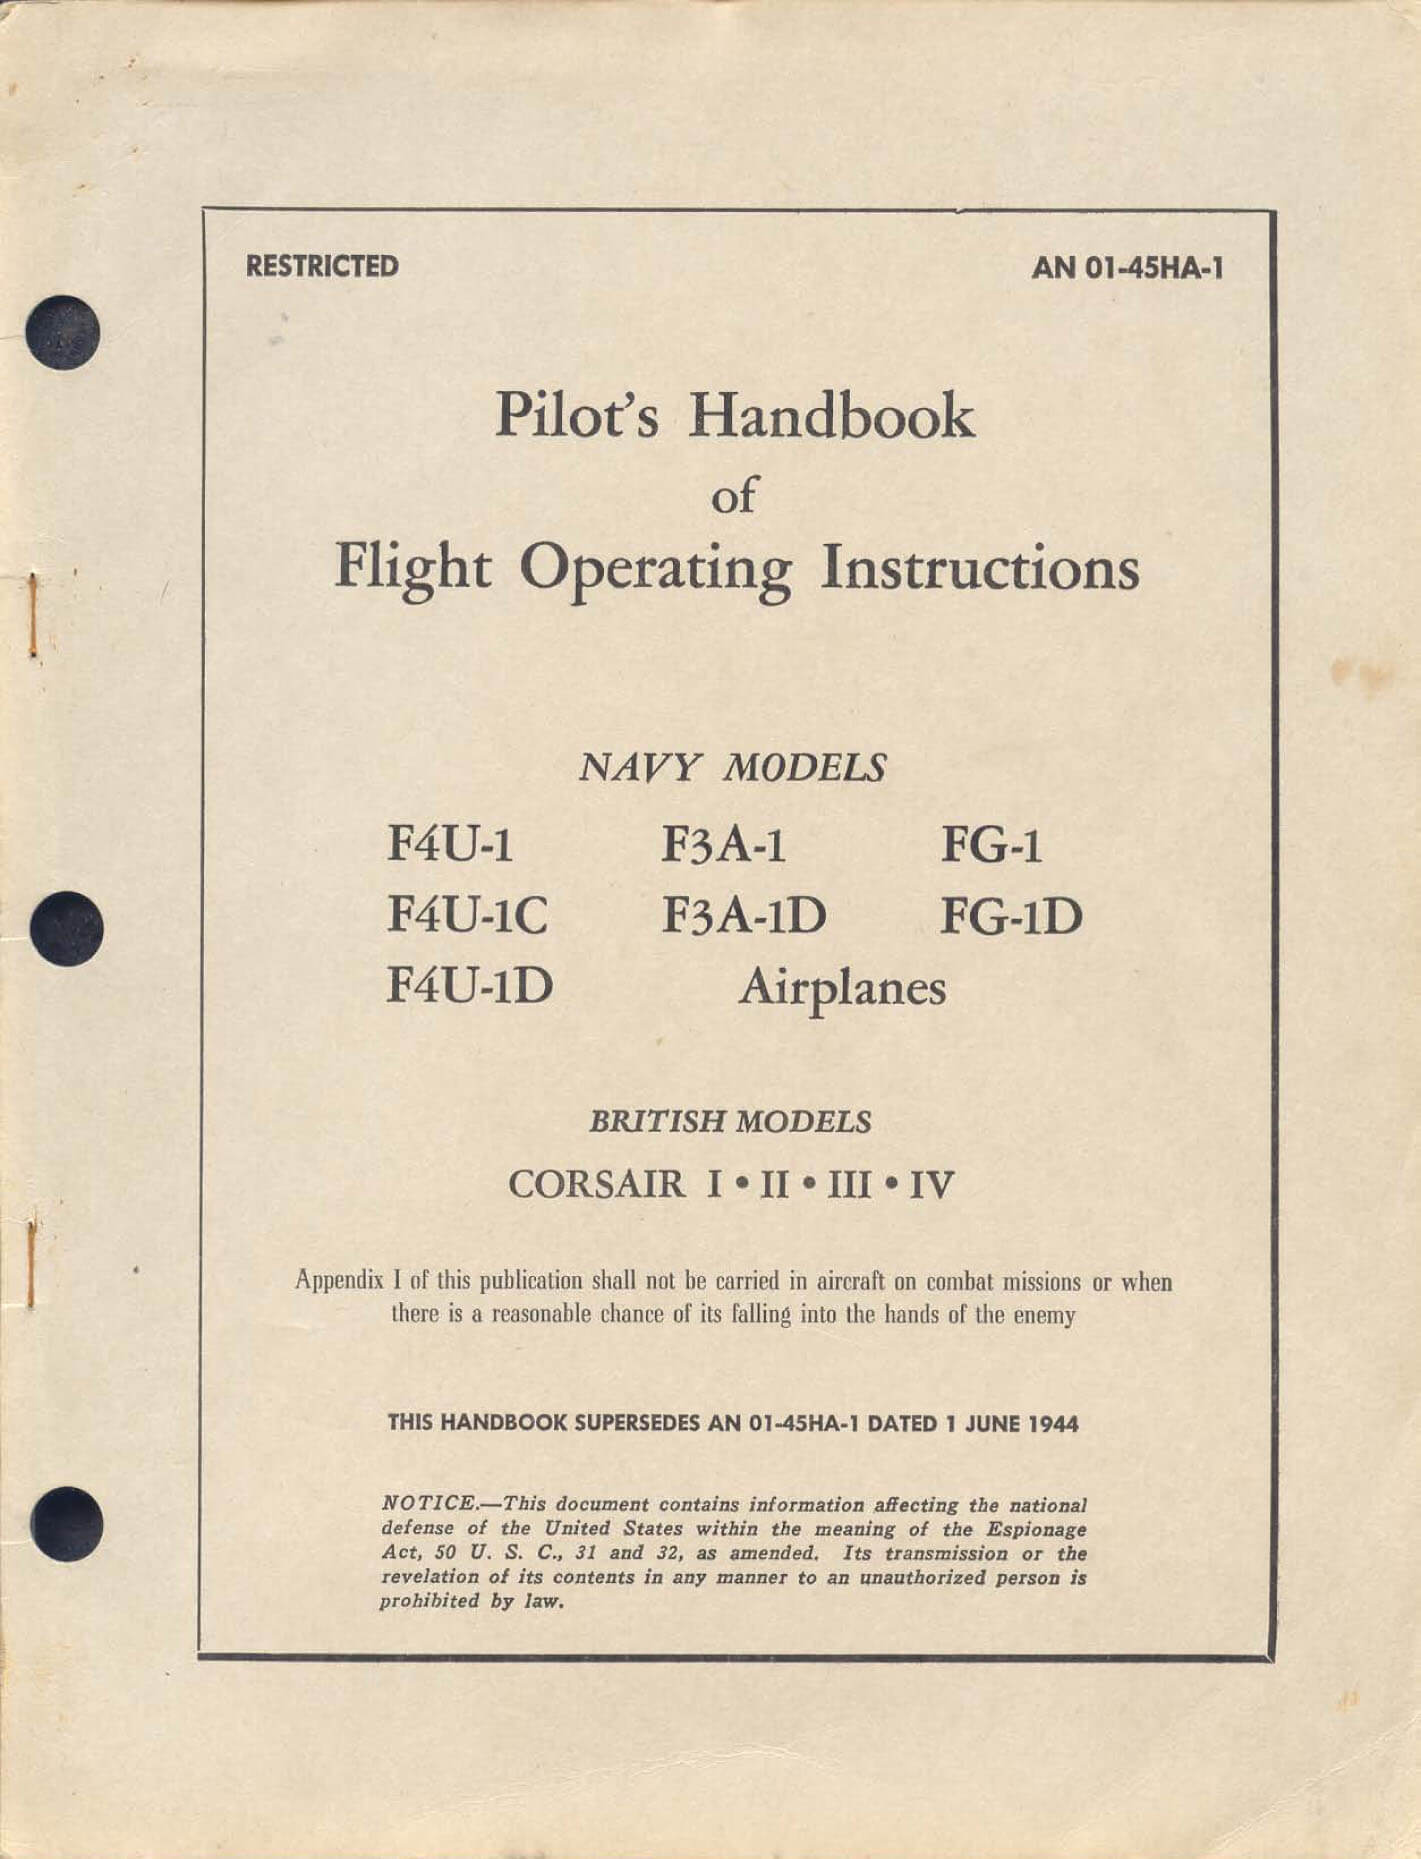 RESTRICTED AN 01-45HA-1
Pilot's Handbook
of
Flight Operating Instructions
NAVY MODELS
F4U-1 F3A-1 FG-1
F4U-1C F3A-1D FG-1D
F4U-1D Airplanes
BRITISH MODELS
CORSAIR I • II • III • IV
Appendix I of this publication shall not be carried in aircraft on combat missions or when
there is a reasonable chance of its falling into the hands of the enemy
THIS HANDBOOK SUPERSEDES AN 01-45HA-1 DATED 1 JUNE 1944
NOTICE.—This document contains information affecting the national
defense of the United States within the meaning of the Espionage
Act, 50 U. S. C., 31 and 32, as amended. Its transmission or the
revelation of its contents in any manner to an unauthorized person is
prohibited by law.